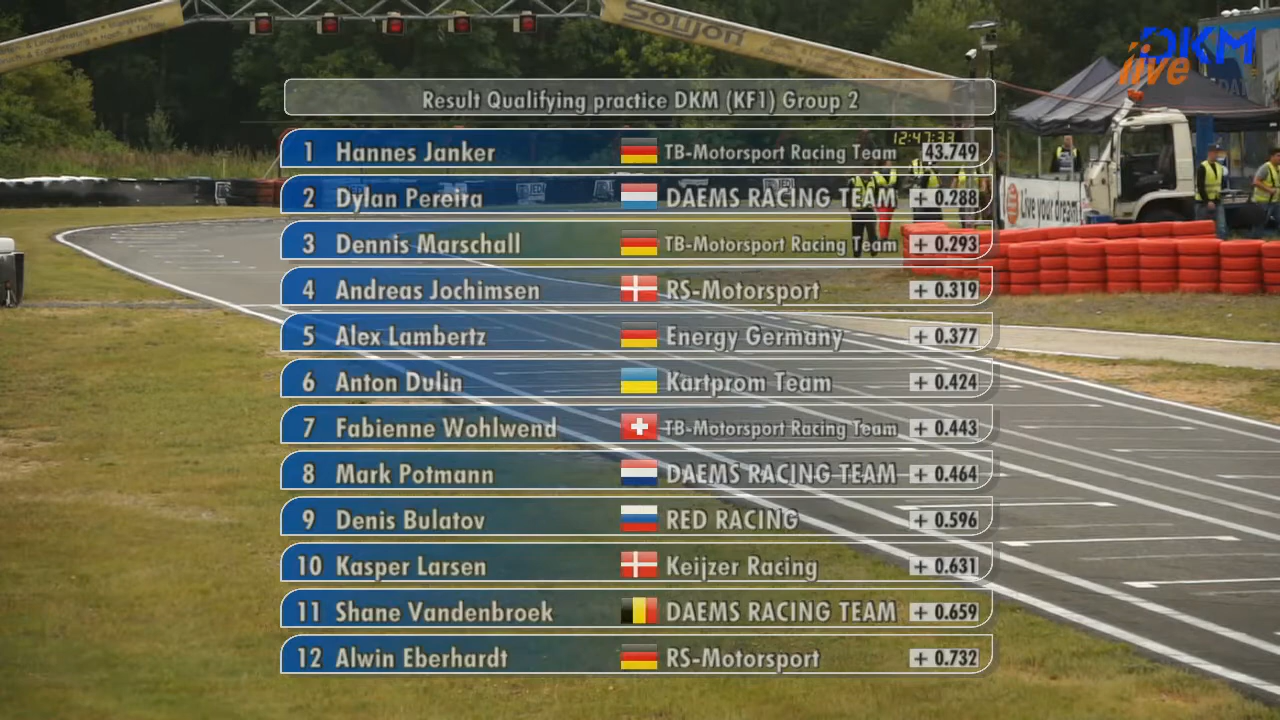 Soujon
DKM
live
Result Qualifying practice DKM (KF1) Group 2
12:47:33
1 Hannes Janker TB-Motorsport Racing Team 43.749
2 Dylan Pereira DAEMS RACING TEAM + 0.288
3 Dennis Marschall TB-Motorsport Racing Team + 0.293
Live your dream!
4 Andreas Jochimsen RS-Motorsport + 0.319
5 Alex Lambertz Energy Germany + 0.377
6 Anton Dulin Kartprom Team + 0.424
7 Fabienne Wohlwend TB-Motorsport Racing Team + 0.443
8 Mark Potmann DAEMS RACING TEAM + 0.464
9 Denis Bulatov RED RACING + 0.596
10 Kasper Larsen Keijzer Racing + 0.631
11 Shane Vandenbroek DAEMS RACING TEAM + 0.659
12 Alwin Eberhardt RS-Motorsport + 0.732